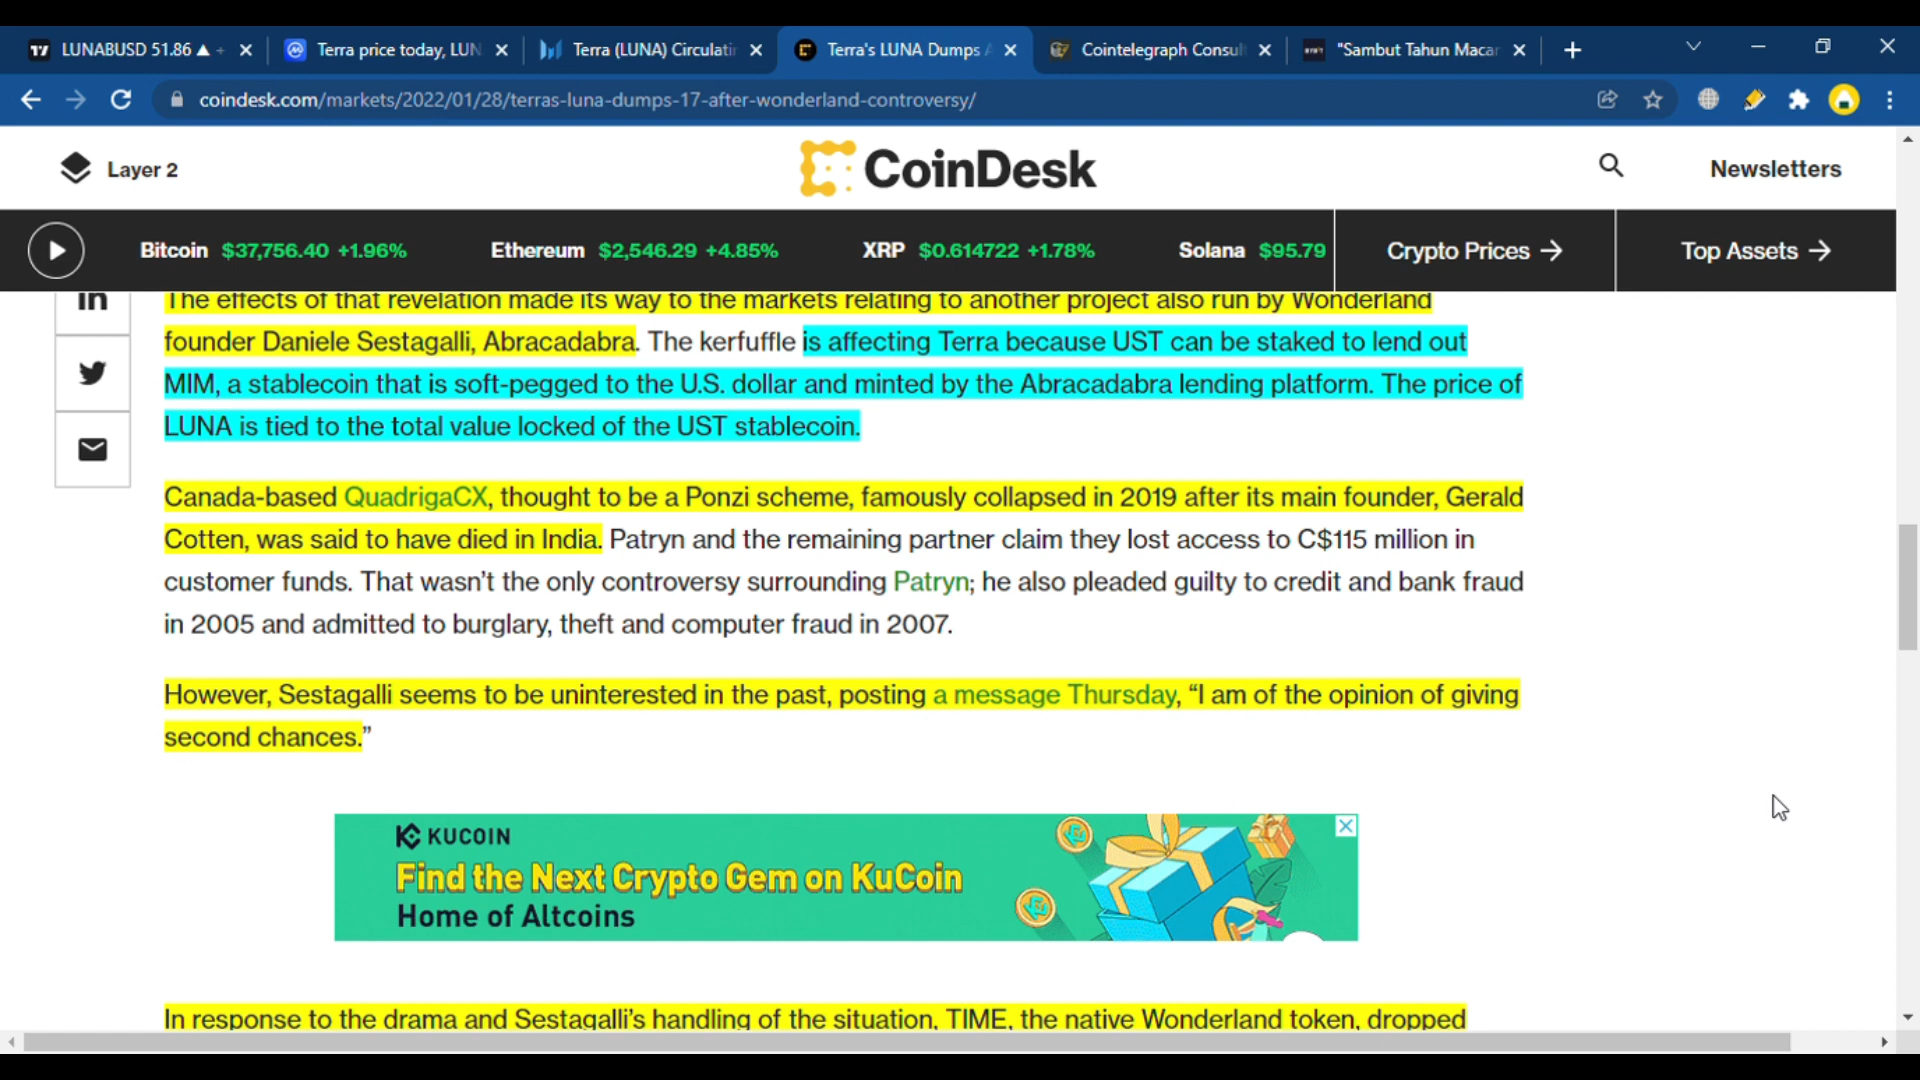 LUNABUSD 51.86 ▲ +
Terra price today, LUN
Terra (LUNA) Circulatin
Terra's LUNA Dumps
Cointelegraph Consul
"Sambut Tahun Macan
coindesk.com/markets/2022/01/28/terras-luna-dumps-17-after-wonderland-controversy/
Layer 2
CoinDesk
Newsletters
Bitcoin $37,756.40 +1.96% Ethereum $2,546.29 +4.85% XRP $0.614722 +1.78% Solana $95.79
Crypto Prices →
Top Assets →
in
The effects of that revelation made its way to the markets relating to another project also run by Wonderland
founder Daniele Sestagalli, Abracadabra. The kerfuffle is affecting Terra because UST can be staked to lend out
MIM, a stablecoin that is soft-pegged to the U.S. dollar and minted by the Abracadabra lending platform. The price of
LUNA is tied to the total value locked of the UST stablecoin.
Canada-based QuadrigaCX, thought to be a Ponzi scheme, famously collapsed in 2019 after its main founder, Gerald
Cotten, was said to have died in India. Patryn and the remaining partner claim they lost access to C$115 million in
customer funds. That wasn't the only controversy surrounding Patryn; he also pleaded guilty to credit and bank fraud
in 2005 and admitted to burglary, theft and computer fraud in 2007.
However, Sestagalli seems to be uninterested in the past, posting a message Thursday, “I am of the opinion of giving
second chances.”
KUCOIN
Find the Next Crypto Gem on KuCoin
Home of Altcoins
In response to the drama and Sestagalli's handling of the situation, TIME, the native Wonderland token, dropped